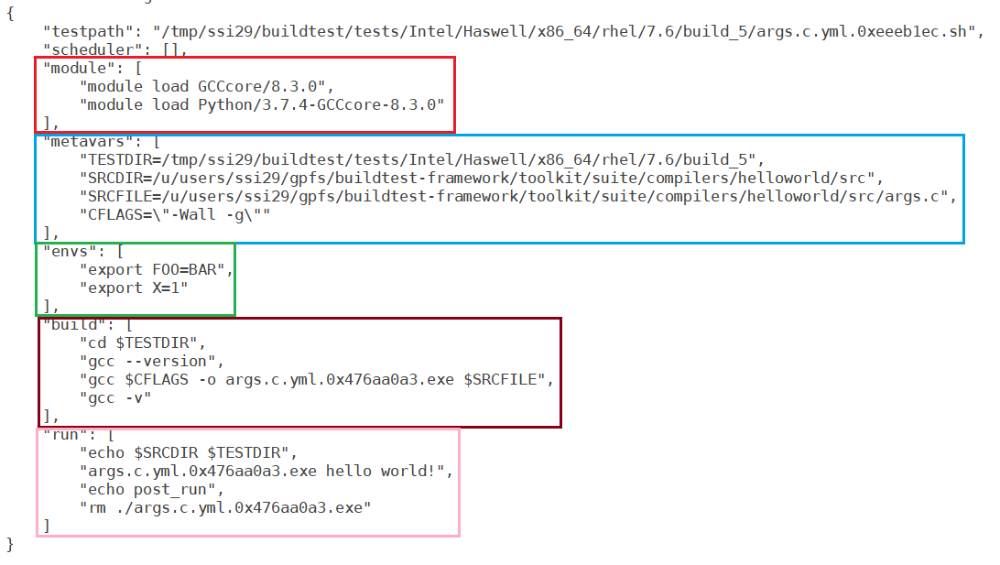 {
    "testpath": "/tmp/ssi29/buildtest/tests/Intel/Haswell/x86_64/rhel/7.6/build_5/args.c.yml.0xeeeb1ec.sh",
    "scheduler": [],
    "module": [
        "module load GCCcore/8.3.0",
        "module load Python/3.7.4-GCCcore-8.3.0"
    ],
    "metavars": [
        "TESTDIR=/tmp/ssi29/buildtest/tests/Intel/Haswell/x86_64/rhel/7.6/build_5",
        "SRCDIR=/u/users/ssi29/gpfs/buildtest-framework/toolkit/suite/compilers/helloworld/src",
        "SRCFILE=/u/users/ssi29/gpfs/buildtest-framework/toolkit/suite/compilers/helloworld/src/args.c",
        "CFLAGS=\"-Wall -g\""
    ],
    "envs": [
        "export FOO=BAR",
        "export X=1"
    ],
    "build": [
        "cd $TESTDIR",
        "gcc --version",
        "gcc $CFLAGS -o args.c.yml.0x476aa0a3.exe $SRCFILE",
        "gcc -v"
    ],
    "run": [
        "echo $SRCDIR $TESTDIR",
        "args.c.yml.0x476aa0a3.exe hello world!",
        "echo post_run",
        "rm ./args.c.yml.0x476aa0a3.exe"
    ]
}